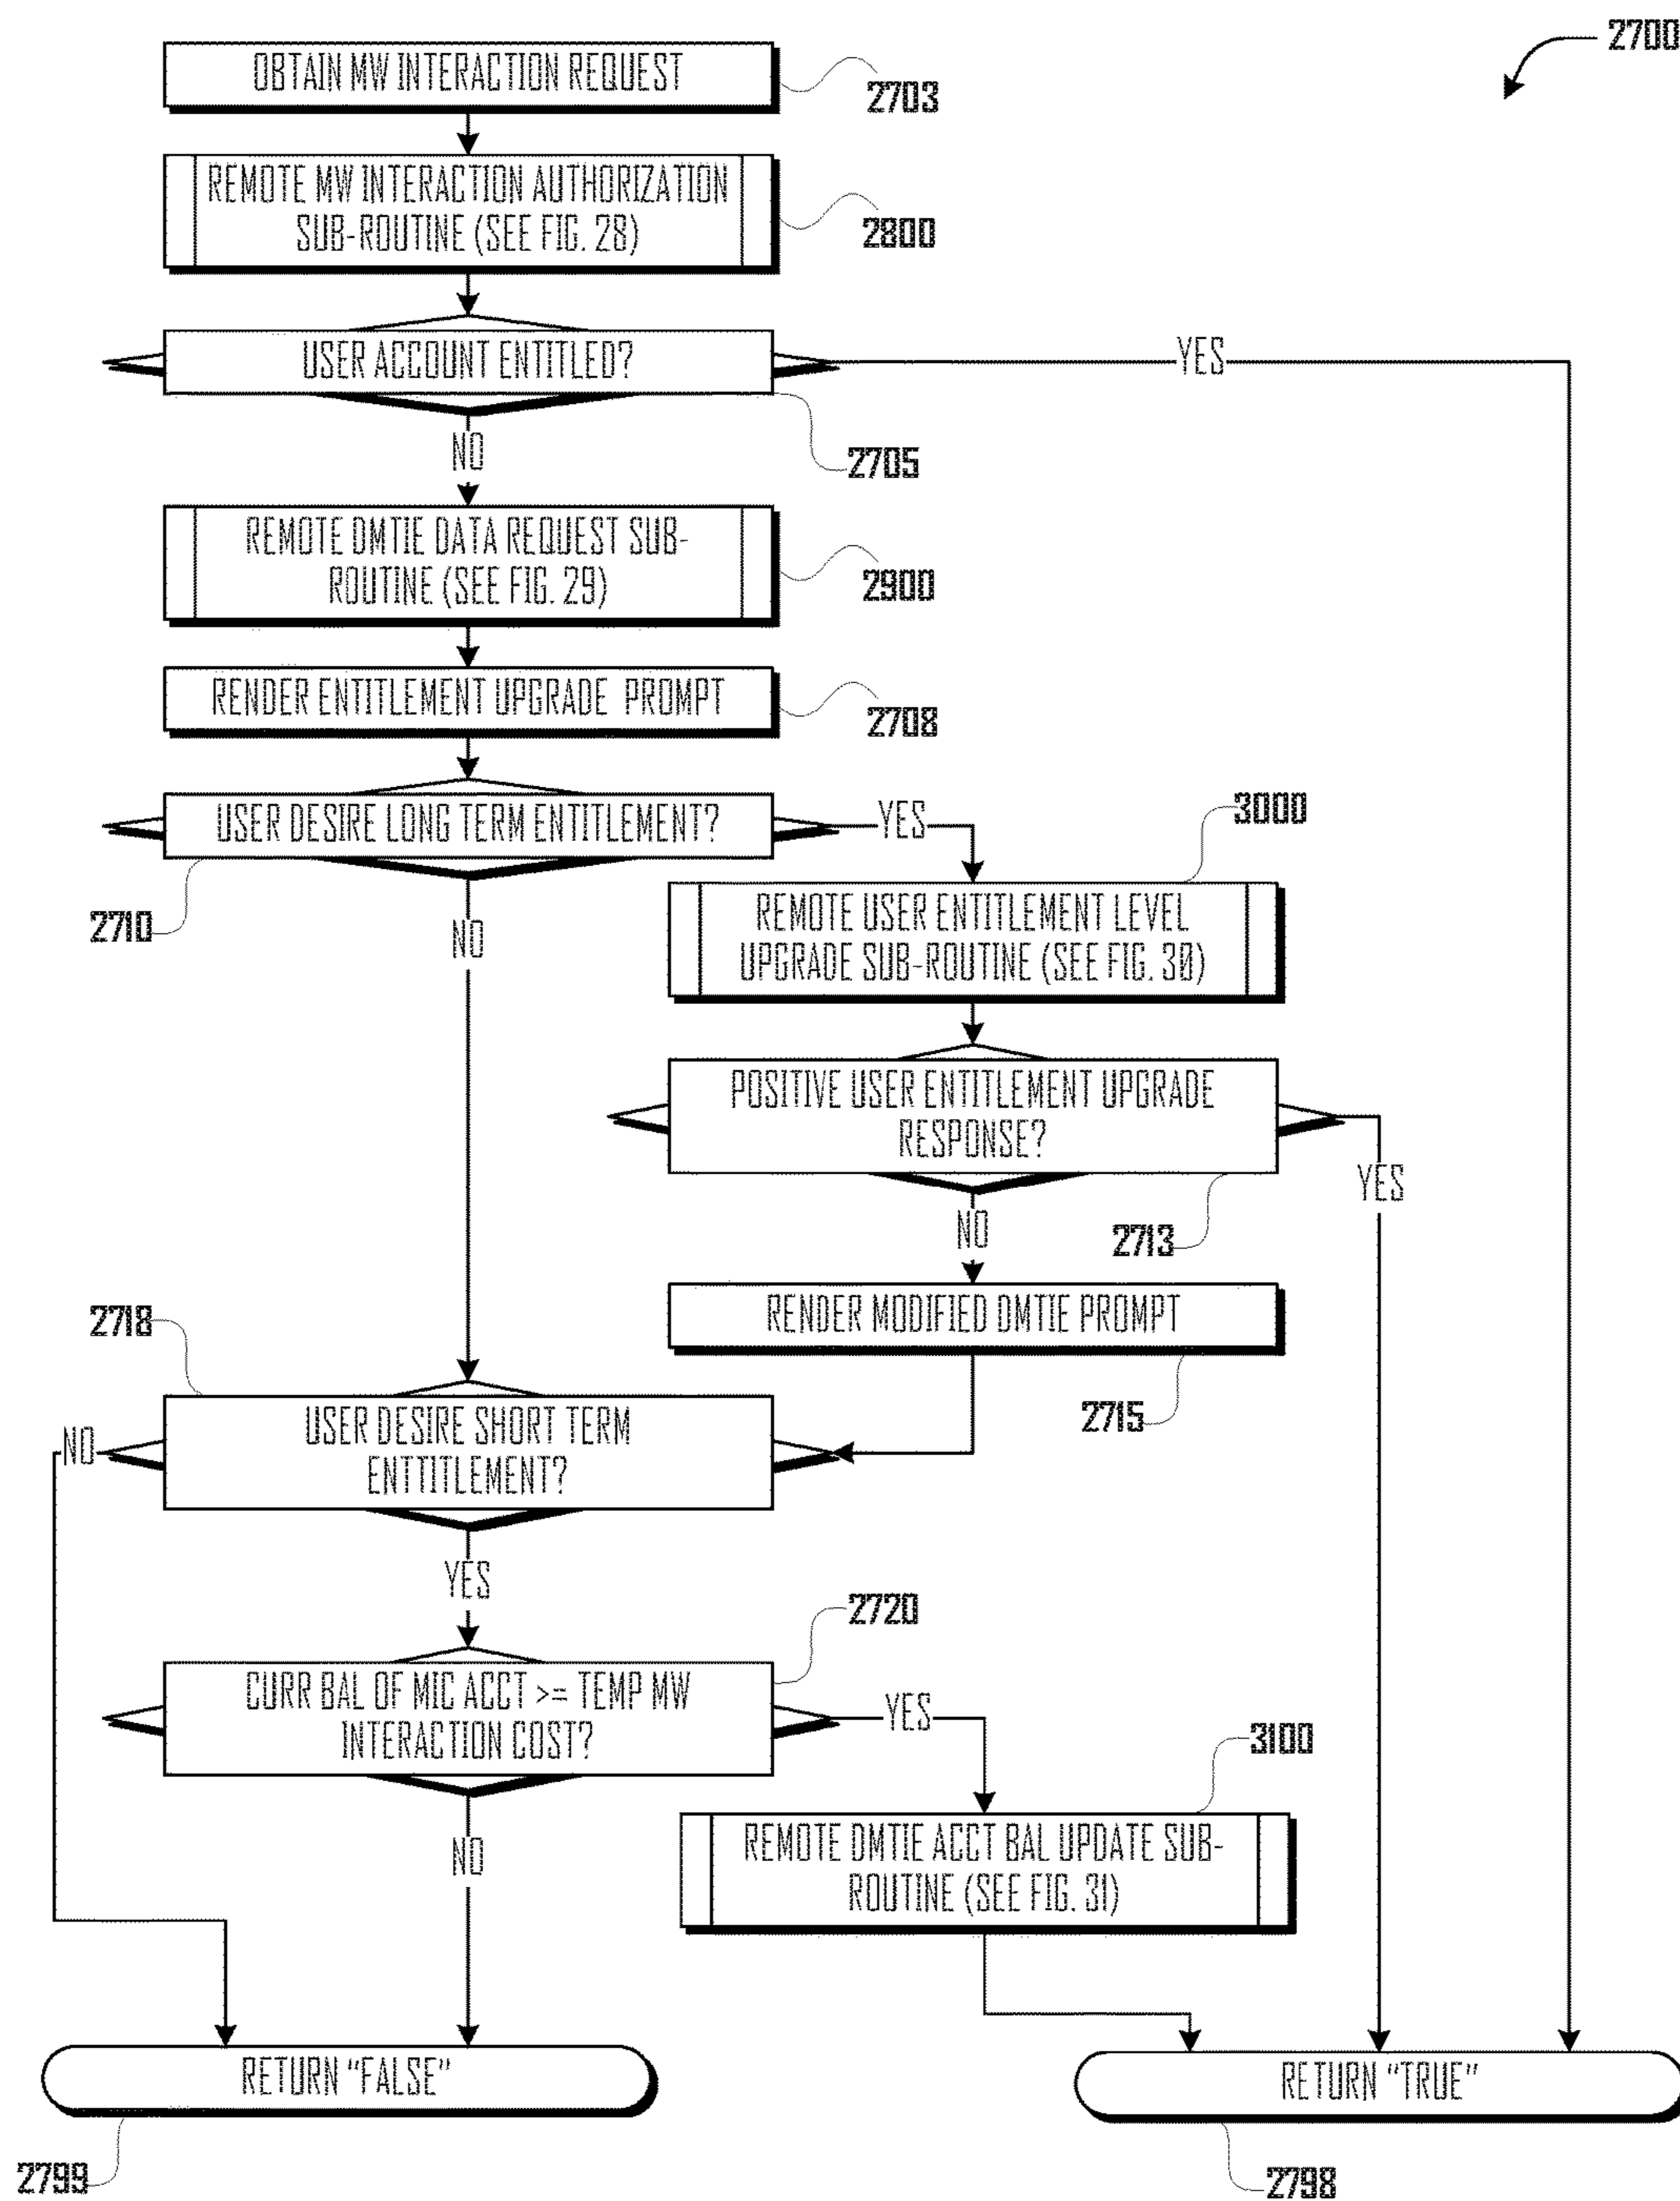 2700
OBTAIN MW INTERACTION REQUEST
2703
REMOTE MW INTERACTION AUTHORIZATION
SUB-ROUTINE (SEE FIG. 28)
2800
USER ACCOUNT ENTITLED?
YES
2705
NO
REMOTE DMTIE DATA REQUEST SUB-
ROUTINE (SEE FIG. 29)
2900
RENDER ENTITLEMENT UPGRADE PROMPT
2708
USER DESIRE LONG TERM ENTITLEMENT?
YES
3000
2710
NO
REMOTE USER ENTITLEMENT LEVEL
UPGRADE SUB-ROUTINE (SEE FIG. 30)
POSITIVE USER ENTITLEMENT UPGRADE
RESPONSE?
YES
2713
NO
RENDER MODIFIED DMTIE PROMPT
2715
2718
USER DESIRE SHORT TERM
ENTTITLEMENT?
NO
YES
2720
CURR BAL OF MIC ACCT >= TEMP MW
INTERACTION COST?
YES
3100
NO
REMOTE DMTIE ACCT BAL UPDATE SUB-
ROUTINE (SEE FIG. 31)
RETURN "FALSE"
RETURN "TRUE"
2799
2798